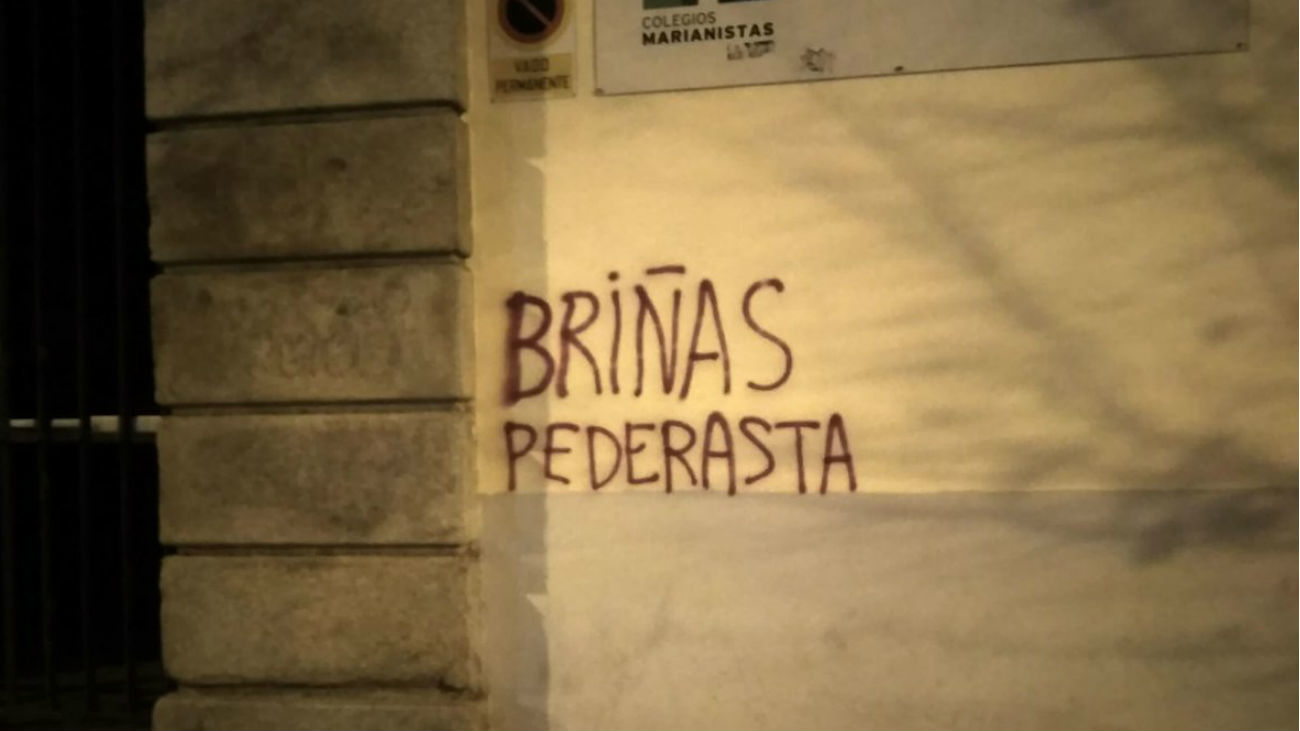 COLEGIOS
MARIANISTAS
VADO
PERMANENTE
BRIÑAS
PEDERASTA